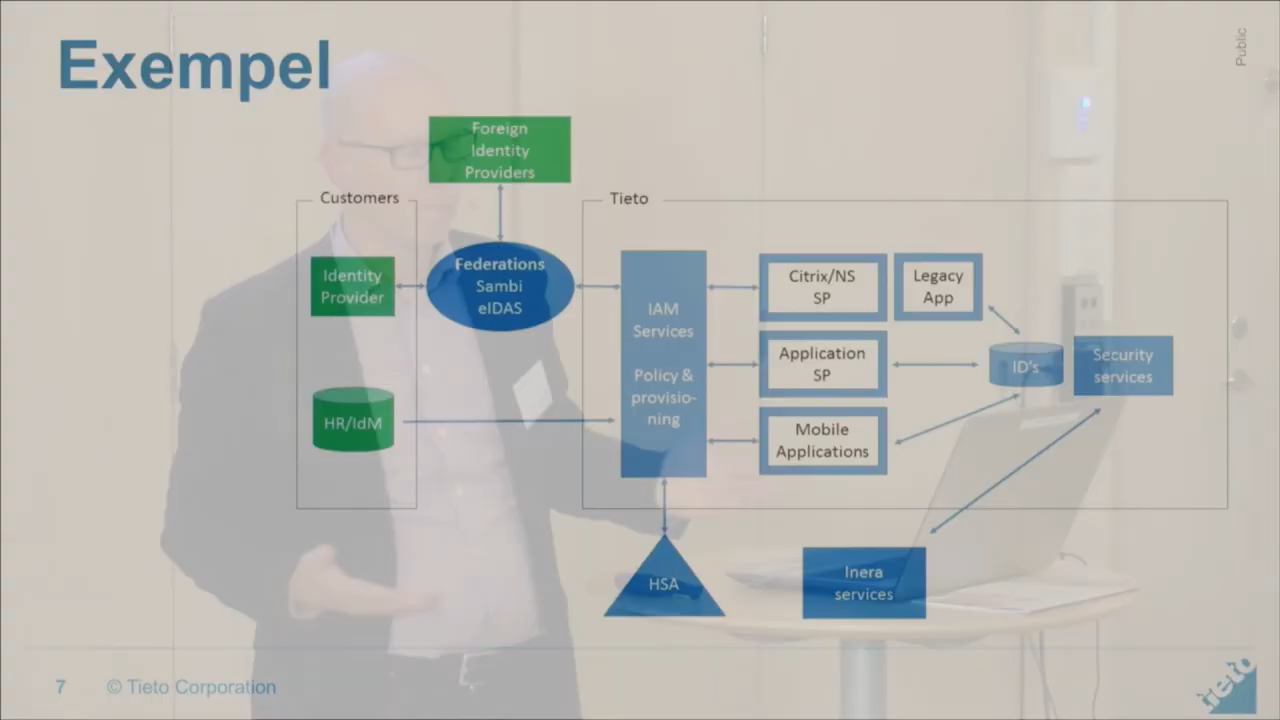 Exempel
Public
Foreign
Identity
Providers
Customers
Tieto
Identity
Provider
Federations
Sambi
eIDAS
IAM
Services
Policy &
provisio-
ning
Citrix/NS
SP
Legacy
App
Application
SP
ID's
Security
services
HR/IdM
Mobile
Applications
HSA
Inera
services
7
© Tieto Corporation
tieto